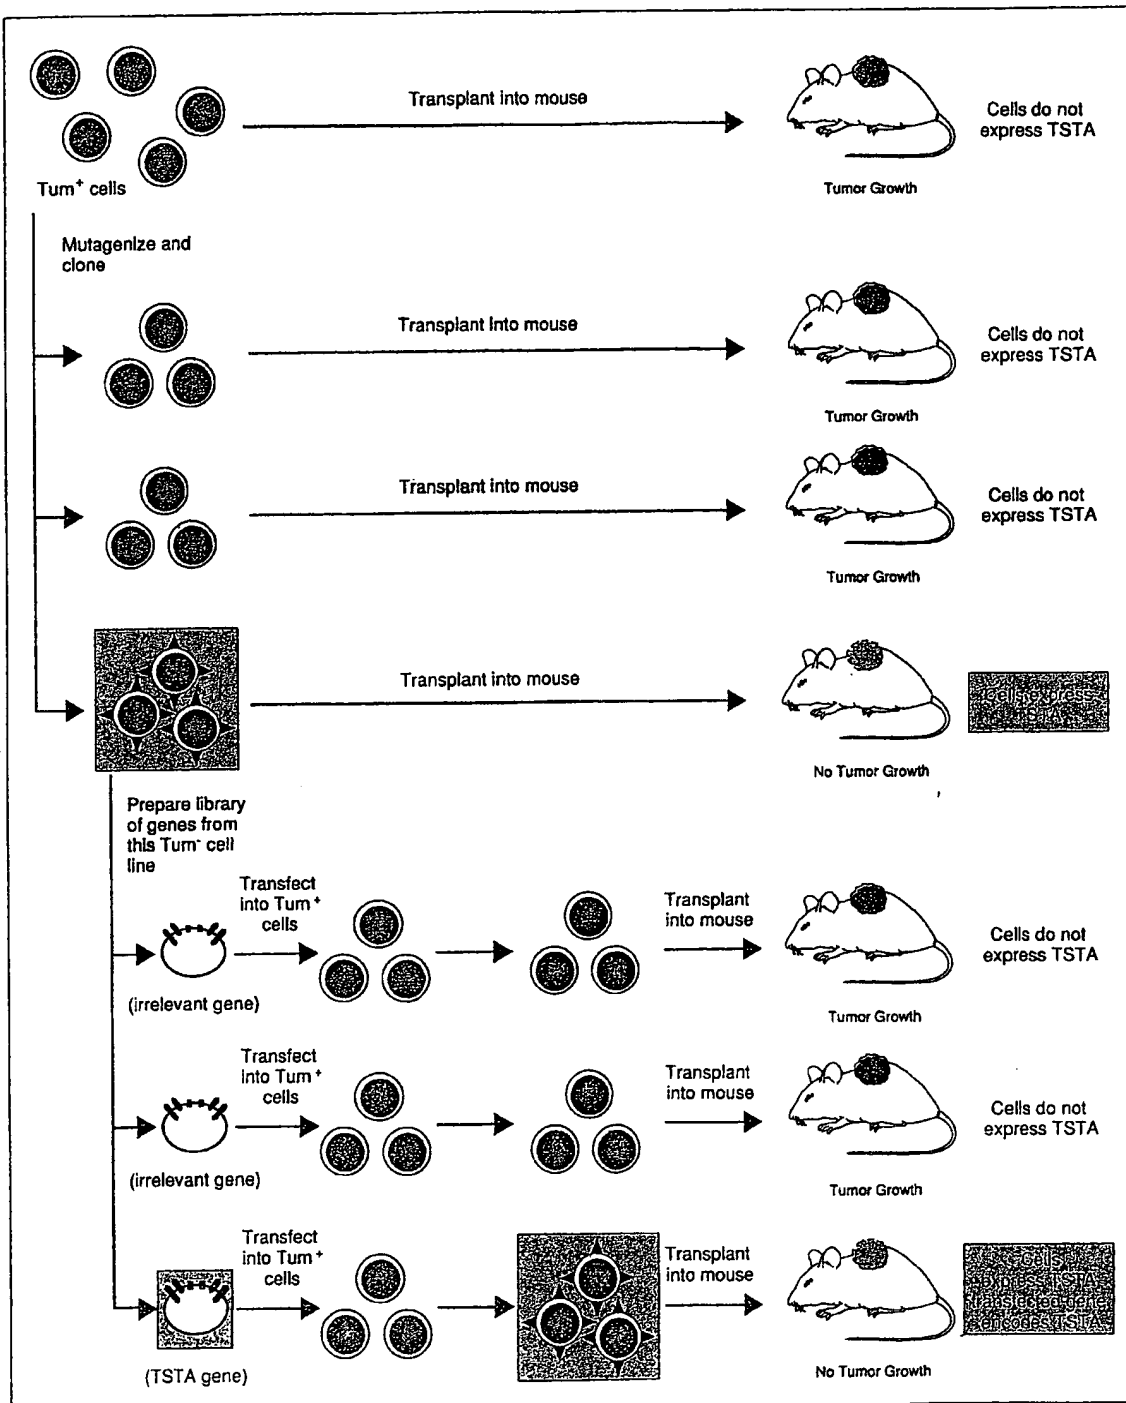 Transplant into mouse
Cells do not
express TSTA
Tum+ cells
Tumor Growth
Mutagenize and
clone
Transplant into mouse
Cells do not
express TSTA
Tumor Growth
Transplant into mouse
Cells do not
express TSTA
Tumor Growth
Transplant into mouse
Cells express
TSTA
No Tumor Growth
Prepare library
of genes from
this Tum- cell
line
Transfect
into Tum+
cells
Transplant
into mouse
Cells do not
express TSTA
(irrelevant gene)
Tumor Growth
Transfect
into Tum+
cells
Transplant
into mouse
Cells do not
express TSTA
(irrelevant gene)
Tumor Growth
Transfect
into Tum+
cells
Transplant
into mouse
Cells
express TSTA
transfected gene
encodes TSTA
(TSTA gene)
No Tumor Growth